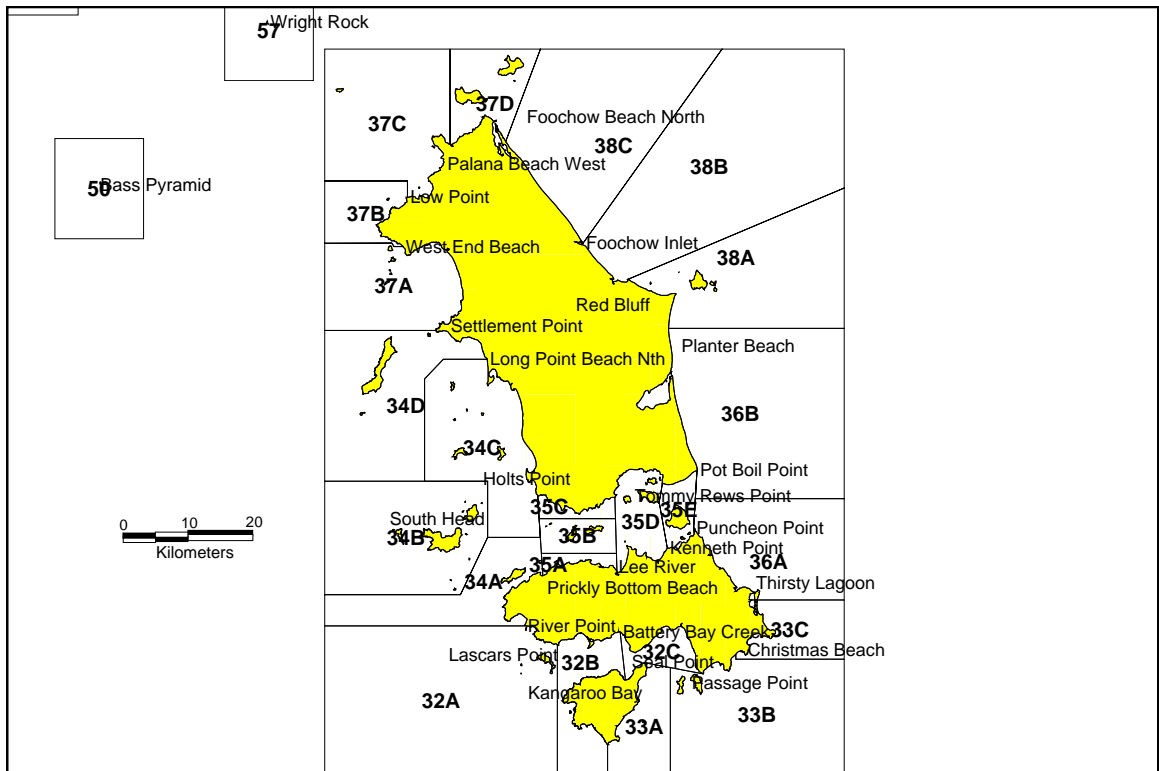 Wright Rock
57
37D
Foochow Beach North
37C
38C
Palana Beach West
38B
50
Bass Pyramid
Low Point
37B
Foochow Inlet
West End Beach
38A
37A
Red Bluff
Settlement Point
Planter Beach
Long Point Beach Nth
34D
36B
34C
Pot Boil Point
Holts Point
Tommy Rews Point
35C
35E
South Head
35D
0 10 20
Kilometers
Puncheon Point
34B
35B
Kenneth Point
36A
35A
Lee River
34A
Thirsty Lagoon
Prickly Bottom Beach
River Point
Battery Bay Creek
33C
Christmas Beach
Lascars Point
32B
32C
Seal Point
Passage Point
Kangaroo Bay
32A
33A
33B